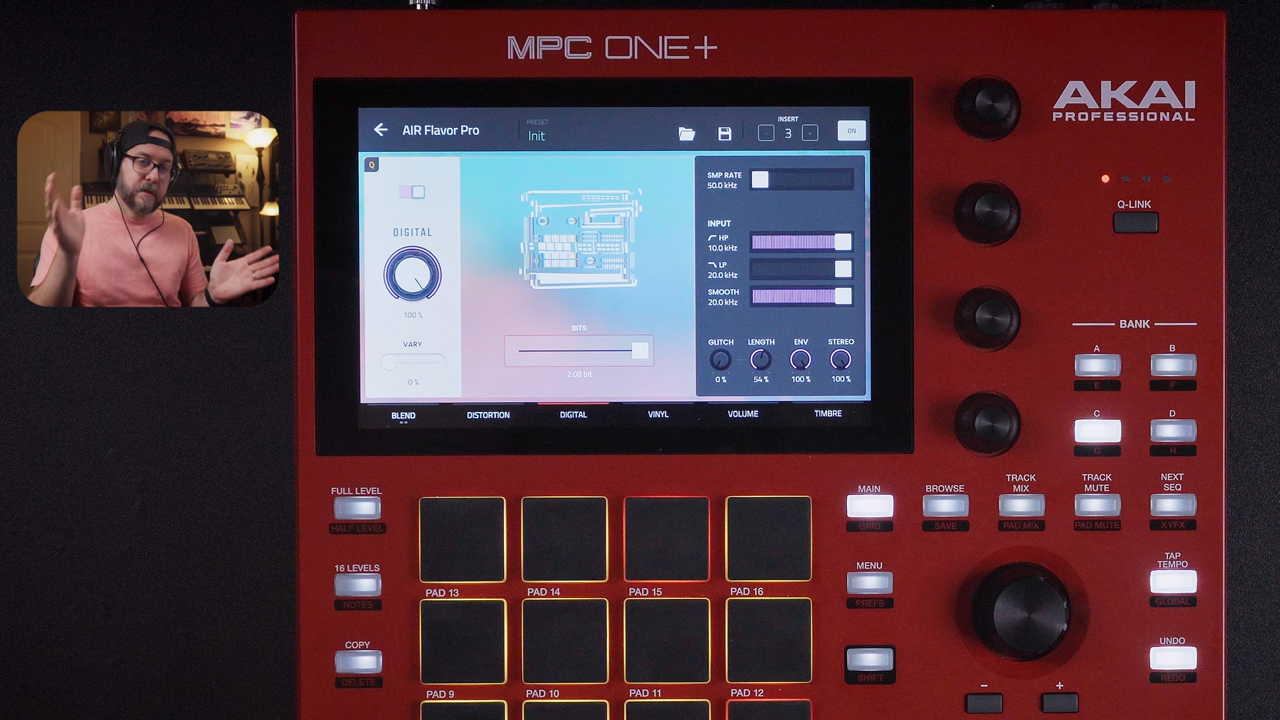 MPC ONE+
AKAI
PROFESSIONAL
AIR Flavor Pro
PRESET
Init
INSERT
- 3 -
ON
Q
DIGITAL
100 %
VARY
0 %
BITS
2.08 bit
SMP RATE
50.0 kHz
INPUT
HP
10.0 kHz
LP
20.0 kHz
SMOOTH
20.0 kHz
GLITCH LENGTH ENV STEREO
0 % 54 % 100 % 100 %
BLEND DISTORTION DIGITAL VINYL VOLUME TIMBRE
Q-LINK
BANK
A B
E F
C D
G H
FULL LEVEL
HALF LEVEL
16 LEVELS
NOTES
COPY
DELETE
PAD 13 PAD 14 PAD 15 PAD 16
PAD 9 PAD 10 PAD 11 PAD 12
MAIN
GRID
BROWSE
SAVE
TRACK
MIX
PAD MIX
TRACK
MUTE
PAD MUTE
NEXT
SEQ
XYFX
MENU
PREFS
TAP
TEMPO
GLOBAL
SHIFT
UNDO
REDO
- +